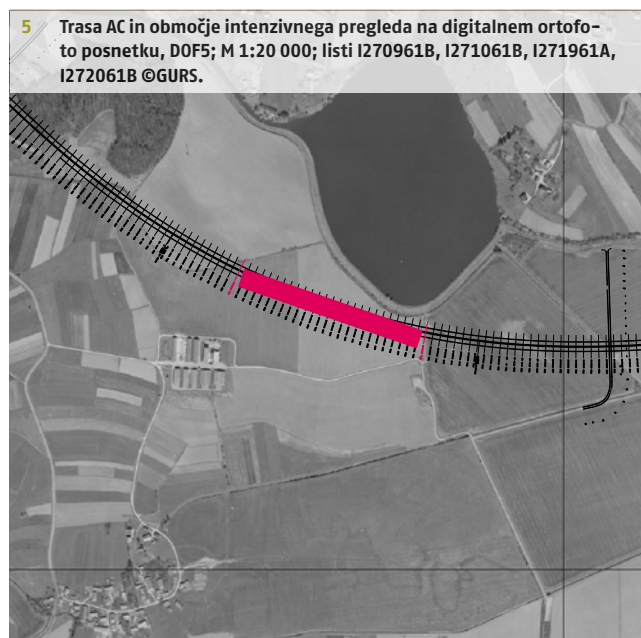 5 Trasa AC in območje intenzivnega pregleda na digitalnem ortofo-
to posnetku, DOF5; M 1:20 000; listi I270961B, I271061B, I271961A,
I272061B ©GURS.